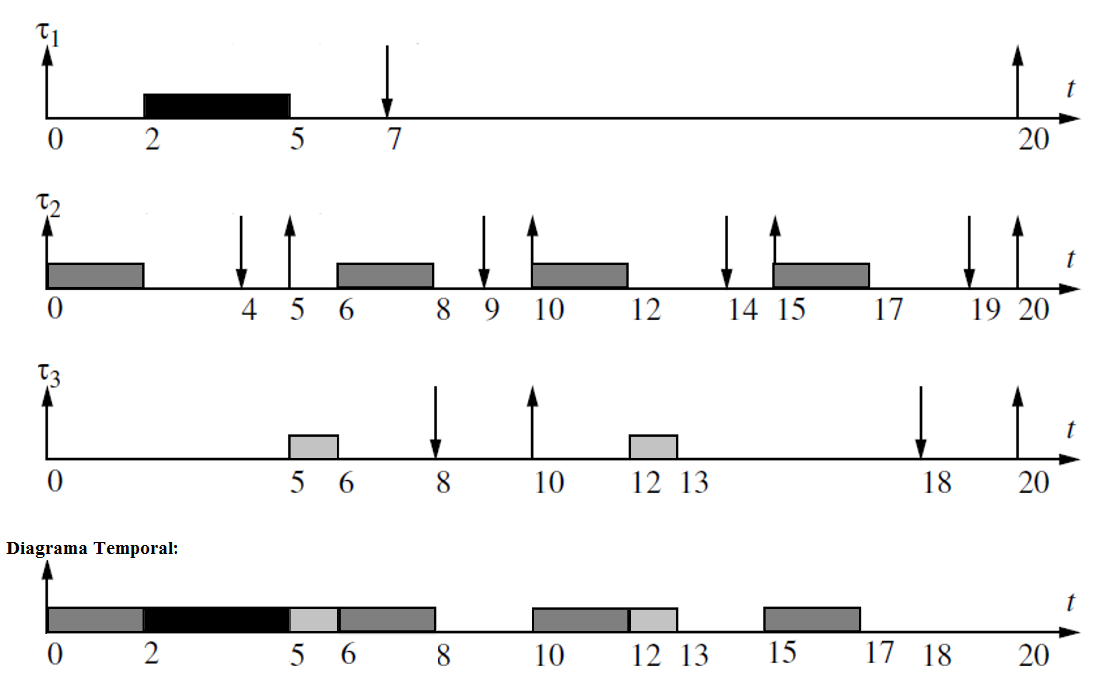 τ1
t
0 2 5 7 20
τ2
t
0 4 5 6 8 9 10 12 14 15 17 19 20
τ3
t
0 5 6 8 10 12 13 18 20
Diagrama Temporal:
t
0 2 5 6 8 10 12 13 15 17 18 20